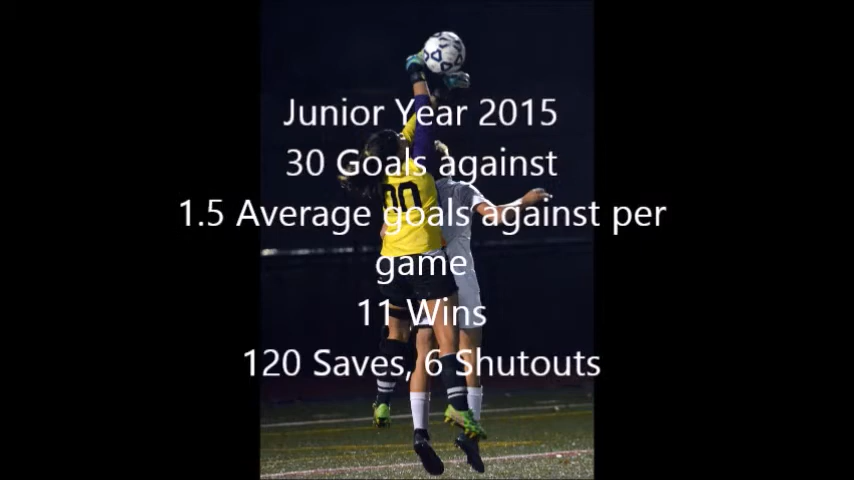 Junior Year 2015
30 Goals against
1.5 Average goals against per
game
11 Wins
120 Saves, 6 Shutouts
00